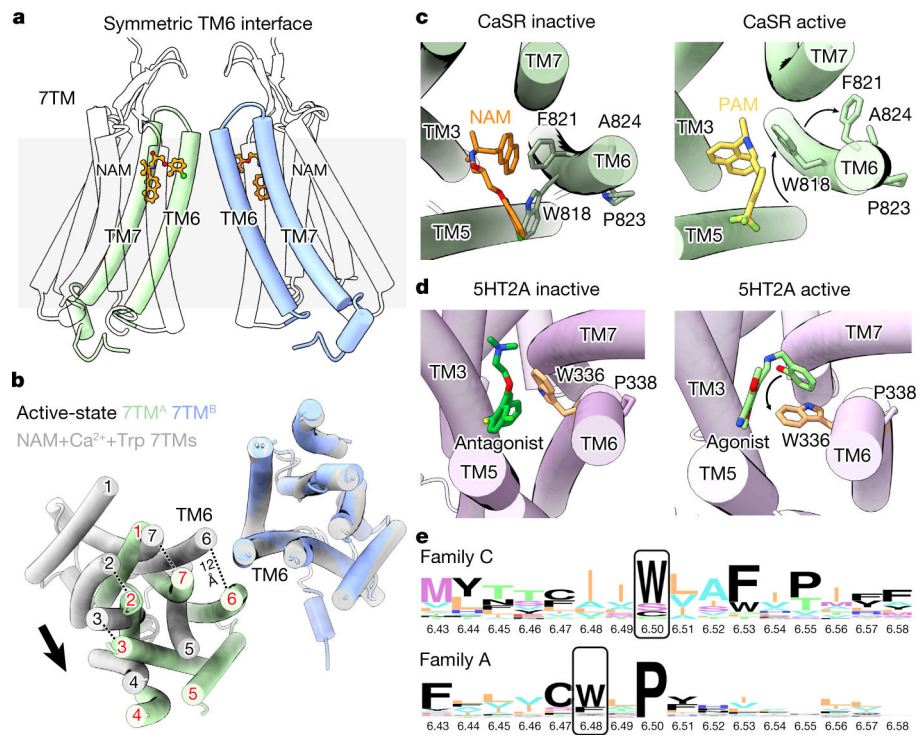 a
Symmetric TM6 interface
7TM
NAM
NAM
TM7
TM6
TM6
TM7
b
Active-state 7TMᴬ 7TMᴮ
NAM+Ca²⁺+Trp 7TMs
1
TM6
1
7
6
2
12 Å
TM6
7
2
6
3
3
5
4
5
4
c
CaSR inactive
CaSR active
TM7
TM7
F821
NAM
F821
A824
PAM
A824
TM3
TM3
TM6
TM6
W818
W818
P823
P823
TM5
TM5
d
5HT2A inactive
5HT2A active
TM7
TM7
TM3
W336
P338
TM3
P338
TM6
TM6
Antagonist
Agonist
W336
TM5
TM5
e
Family C
M Y T C W L A F P
6.43 6.44 6.45 6.46 6.47 6.48 6.49 6.50 6.51 6.52 6.53 6.54 6.55 6.56 6.57 6.58
Family A
F C W P
6.43 6.44 6.45 6.46 6.47 6.48 6.49 6.50 6.51 6.52 6.53 6.54 6.55 6.56 6.57 6.58